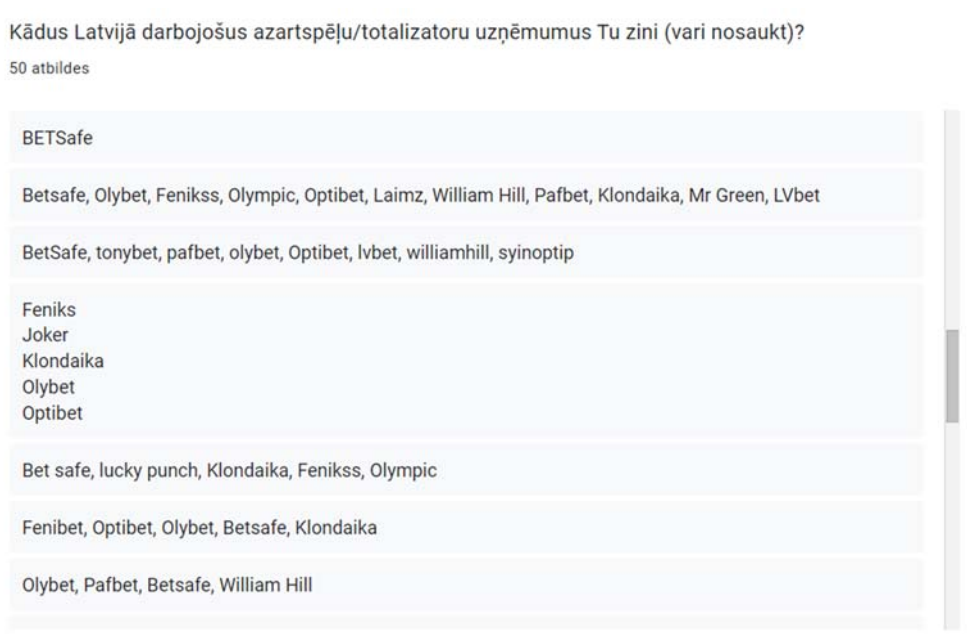 Kādus Latvijā darbojošus azartspēļu/totalizatoru uzņēmumus Tu zini (vari nosaukt)?
50 atbildes
BETSafe
Betsafe, Olybet, Fenikss, Olympic, Optibet, Laimz, William Hill, Pafbet, Klondaika, Mr Green, LVbet
BetSafe, tonybet, pafbet, olybet, Optibet, lvbet, williamhill, syinoptip
Feniks
Joker
Klondaika
Olybet
Optibet
Bet safe, lucky punch, Klondaika, Fenikss, Olympic
Fenibet, Optibet, Olybet, Betsafe, Klondaika
Olybet, Pafbet, Betsafe, William Hill